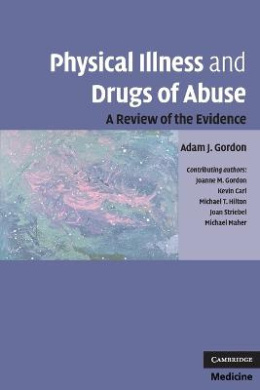 Physical Illness and
Drugs of Abuse
A Review of the Evidence
Adam J. Gordon
Contributing authors:
Joanne M. Gordon
Kevin Carl
Michael T. Hilton
Joan Striebel
Michael Maher
CAMBRIDGE
Medicine